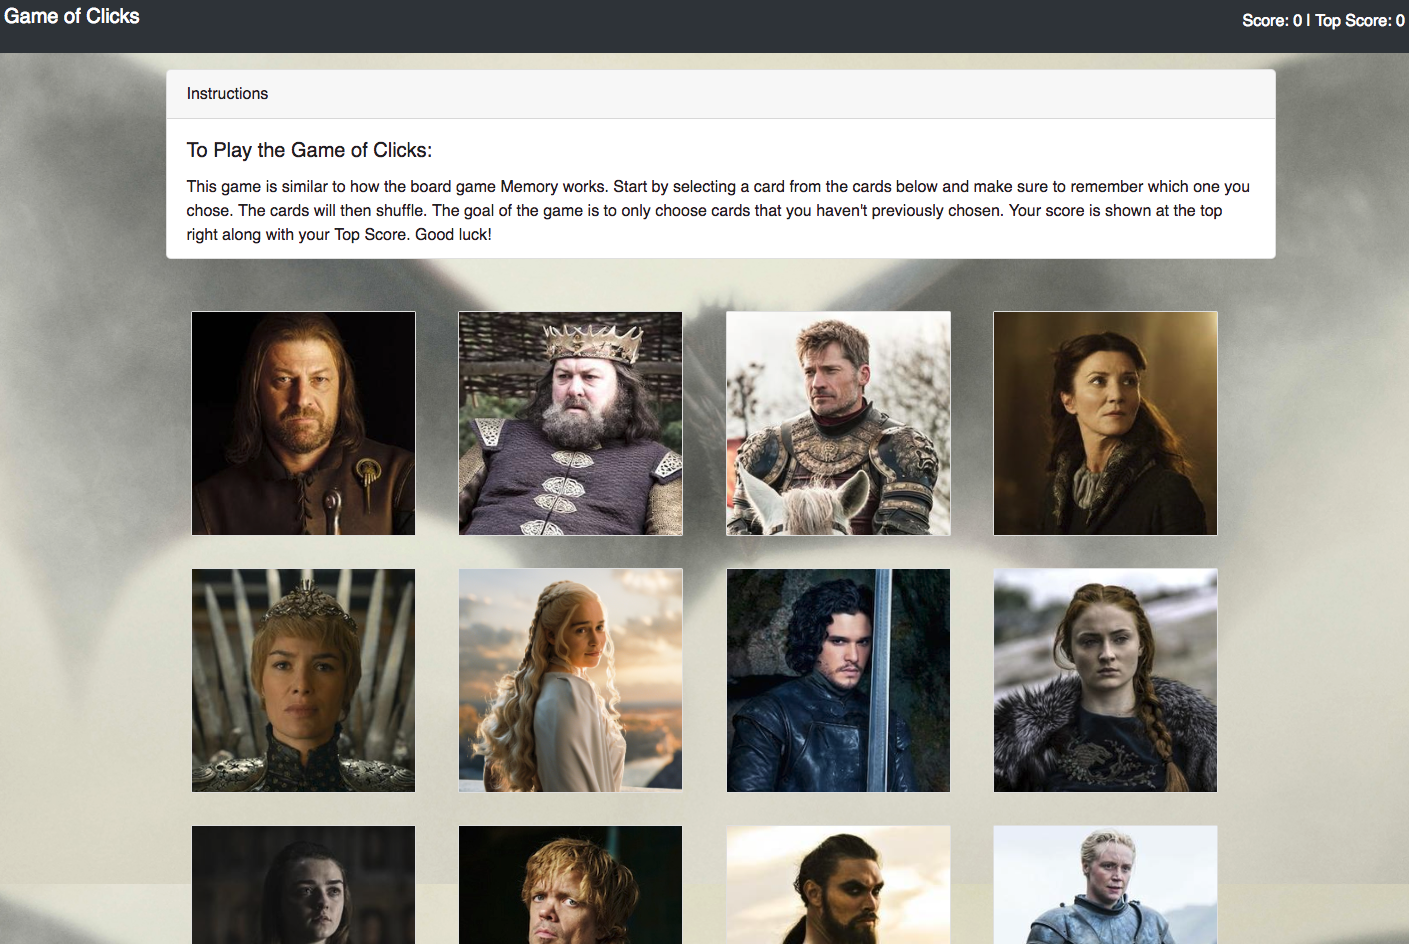 Game of Clicks
Score: 0 | Top Score: 0
Instructions
To Play the Game of Clicks:
This game is similar to how the board game Memory works. Start by selecting a card from the cards below and make sure to remember which one you
chose. The cards will then shuffle. The goal of the game is to only choose cards that you haven't previously chosen. Your score is shown at the top
right along with your Top Score. Good luck!